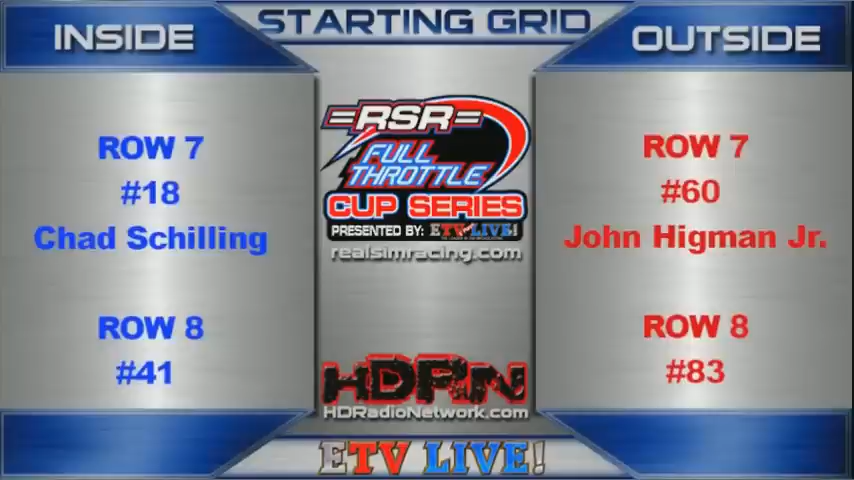 STARTING GRID
INSIDE
OUTSIDE
ROW 7
#18
Chad Schilling
ROW 8
#41
=RSR=
FULL
THROTTLE
CUP SERIES
PRESENTED BY: ETV LIVE!
realsimracing.com
HDRN
HDRadioNetwork.com
ROW 7
#60
John Higman Jr.
ROW 8
#83
ETV LIVE!